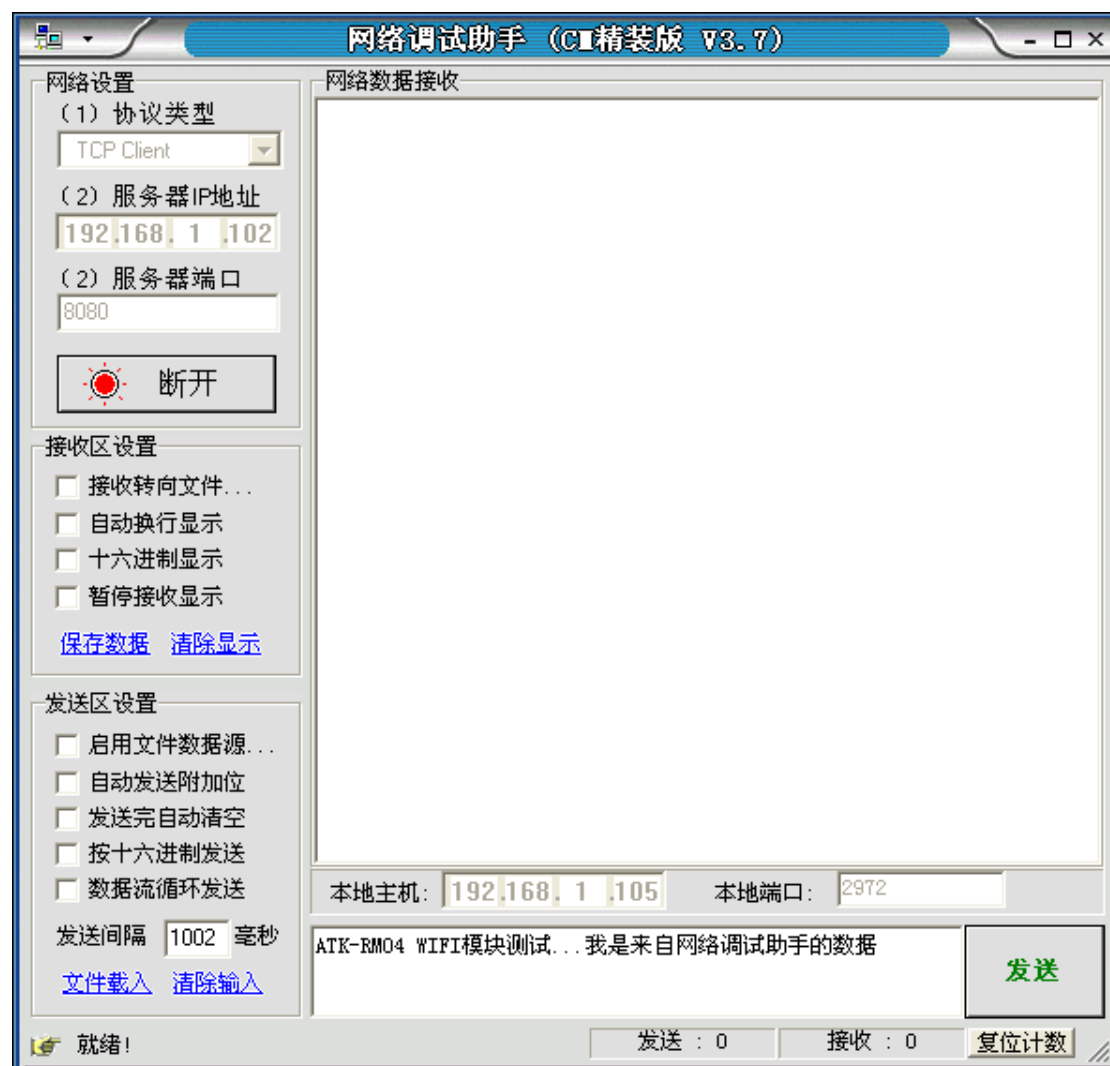 网络调试助手 (CⅢ精装版 V3.7)
网络设置
(1) 协议类型
TCP Client
(2) 服务器IP地址
192.168. 1 .102
(2) 服务器端口
8080
断开
接收区设置
接收转向文件...
自动换行显示
十六进制显示
暂停接收显示
保存数据 清除显示
发送区设置
启用文件数据源...
自动发送附加位
发送完自动清空
按十六进制发送
数据流循环发送
发送间隔 1002 毫秒
文件载入 清除输入
网络数据接收
本地主机: 192.168. 1 .105 本地端口: 2972
ATK-RM04 WIFI模块测试...我是来自网络调试助手的数据
发送
就绪!
发送 : 0 接收 : 0 复位计数